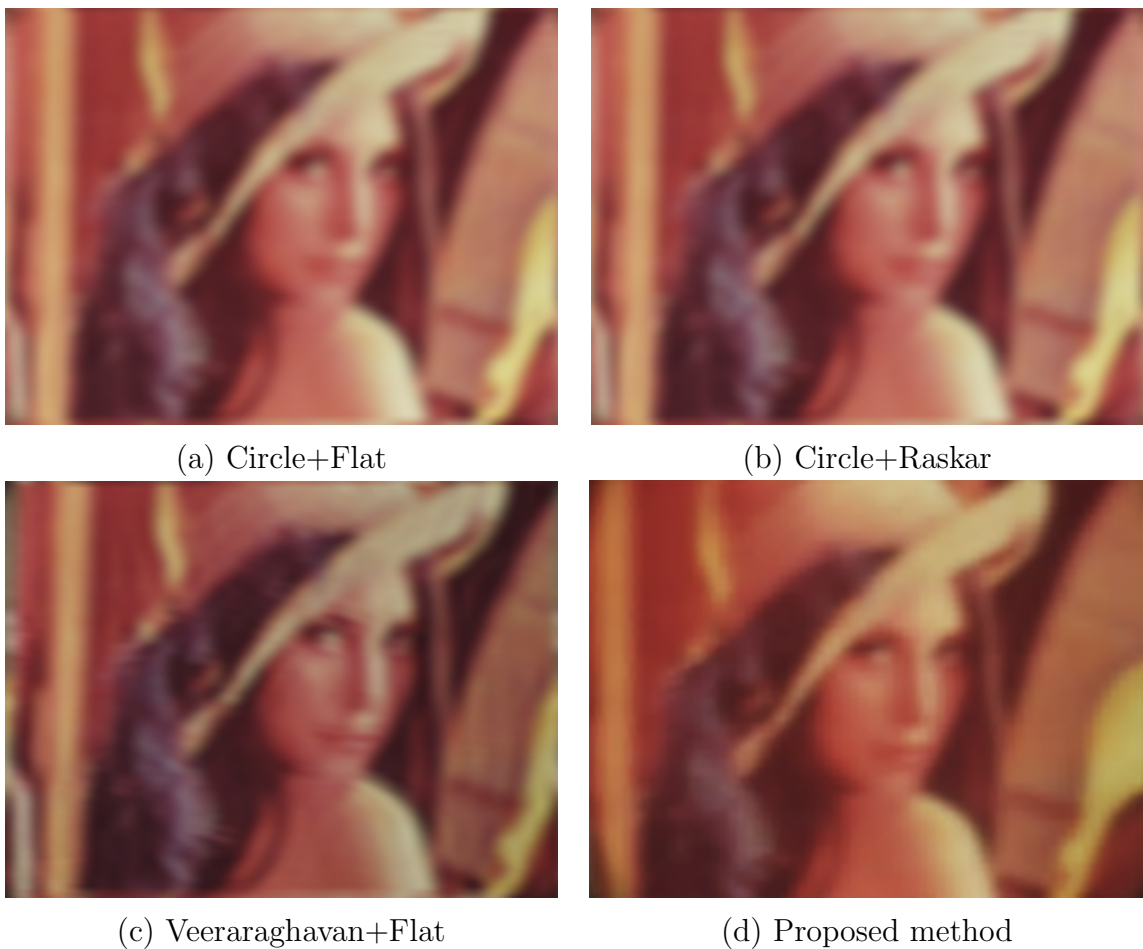 (a) Circle+Flat
(b) Circle+Raskar
(c) Veeraraghavan+Flat
(d) Proposed method